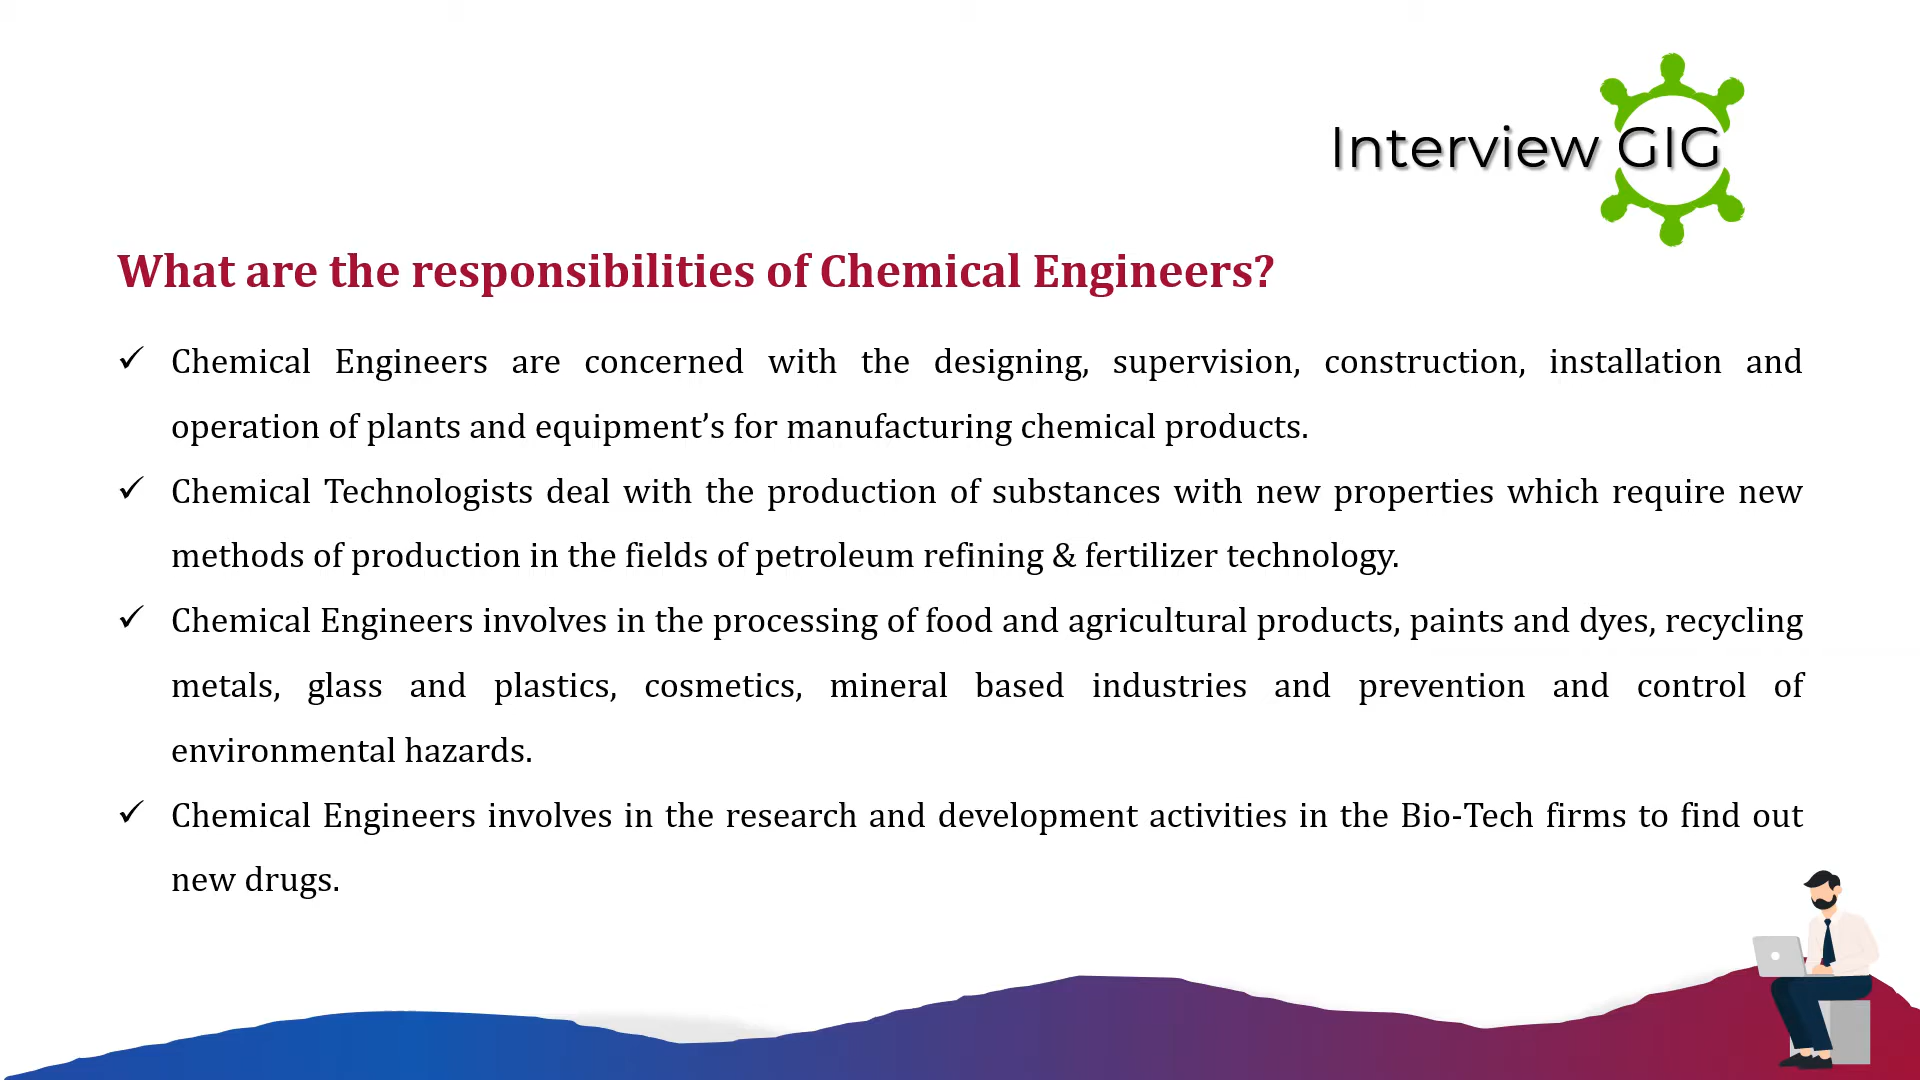 Interview GIG
What are the responsibilities of Chemical Engineers?
✓ Chemical Engineers are concerned with the designing, supervision, construction, installation and
operation of plants and equipment’s for manufacturing chemical products.
✓ Chemical Technologists deal with the production of substances with new properties which require new
methods of production in the fields of petroleum refining & fertilizer technology.
✓ Chemical Engineers involves in the processing of food and agricultural products, paints and dyes, recycling
metals, glass and plastics, cosmetics, mineral based industries and prevention and control of
environmental hazards.
✓ Chemical Engineers involves in the research and development activities in the Bio-Tech firms to find out
new drugs.